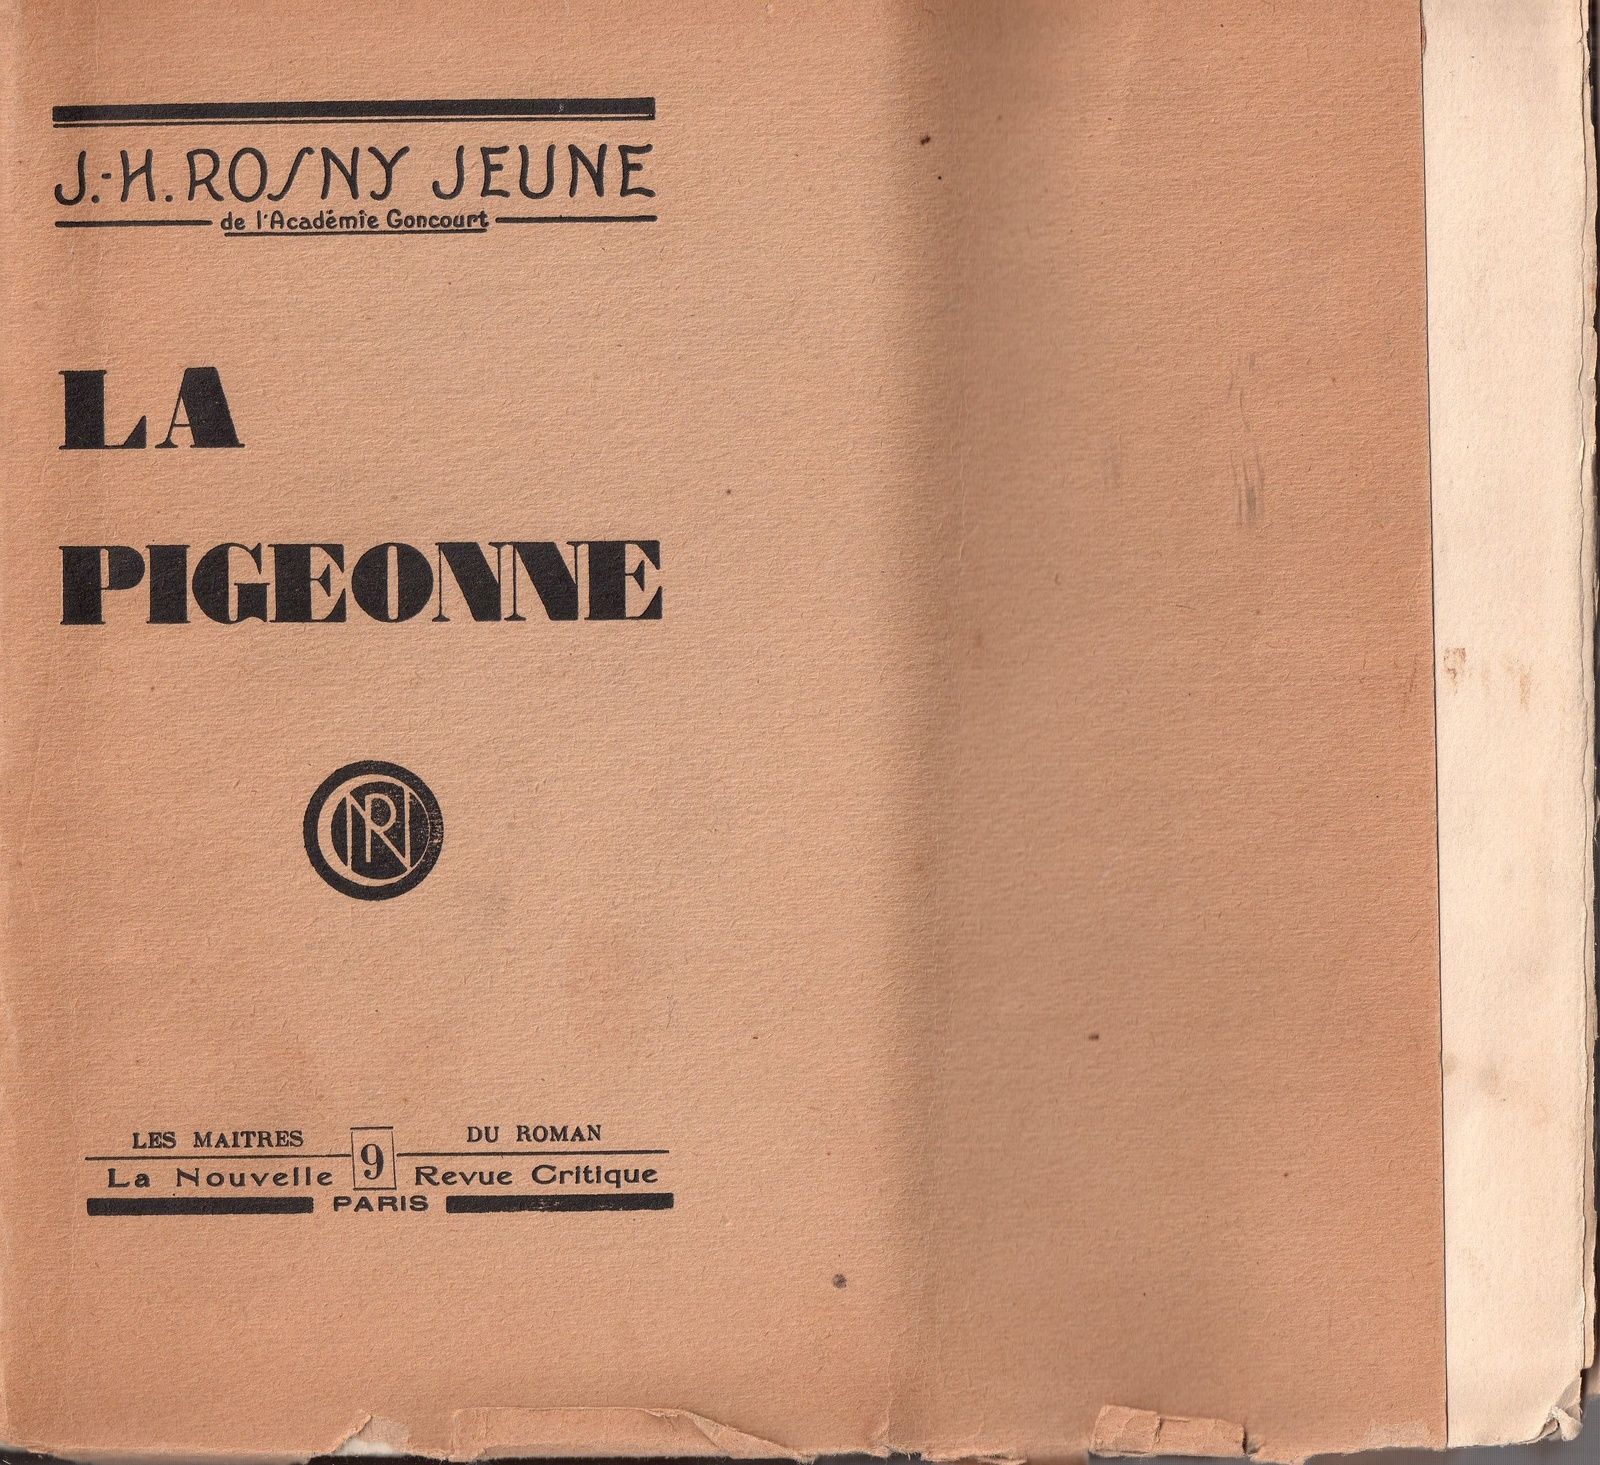 J.-H. ROSNY JEUNE
de l'Académie Goncourt
LA
PIGEONNE
NRC
LES MAITRES 9 DU ROMAN
La Nouvelle Revue Critique
PARIS